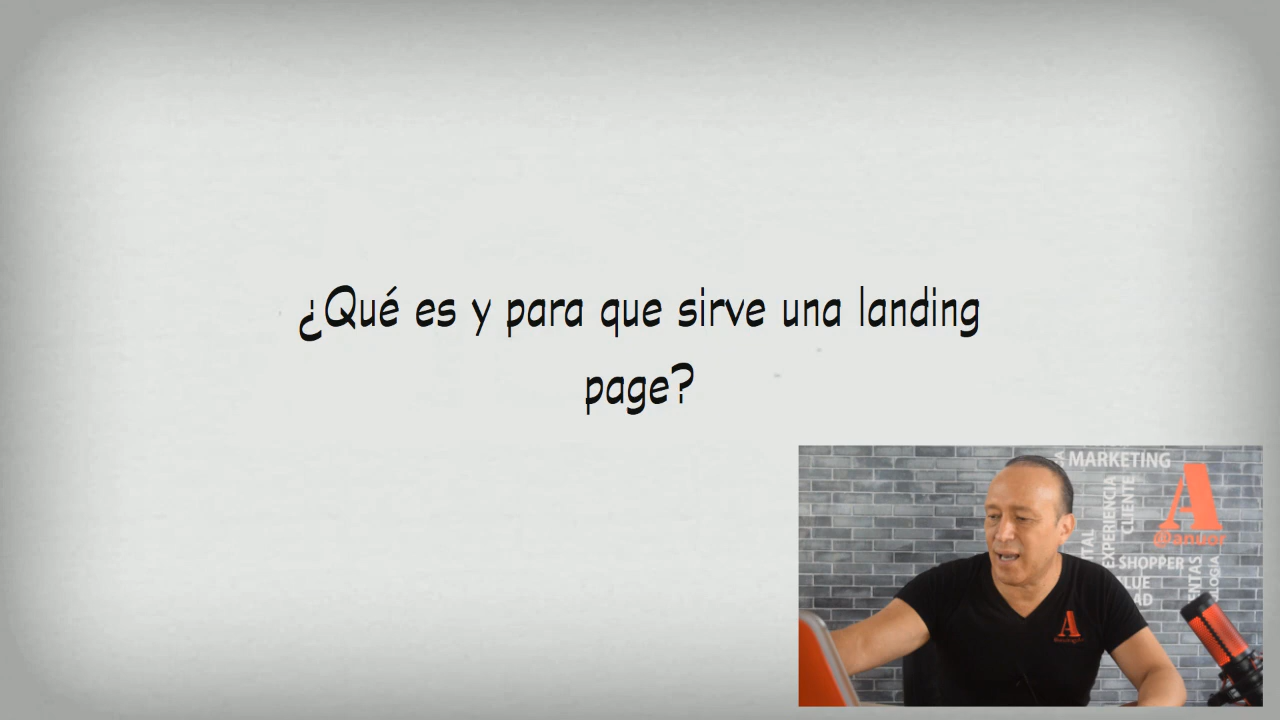 ¿Qué es y para que sirve una landing
page?
MARKETING
EXPERIENCIA
CLIENTE
A
SHOPPER